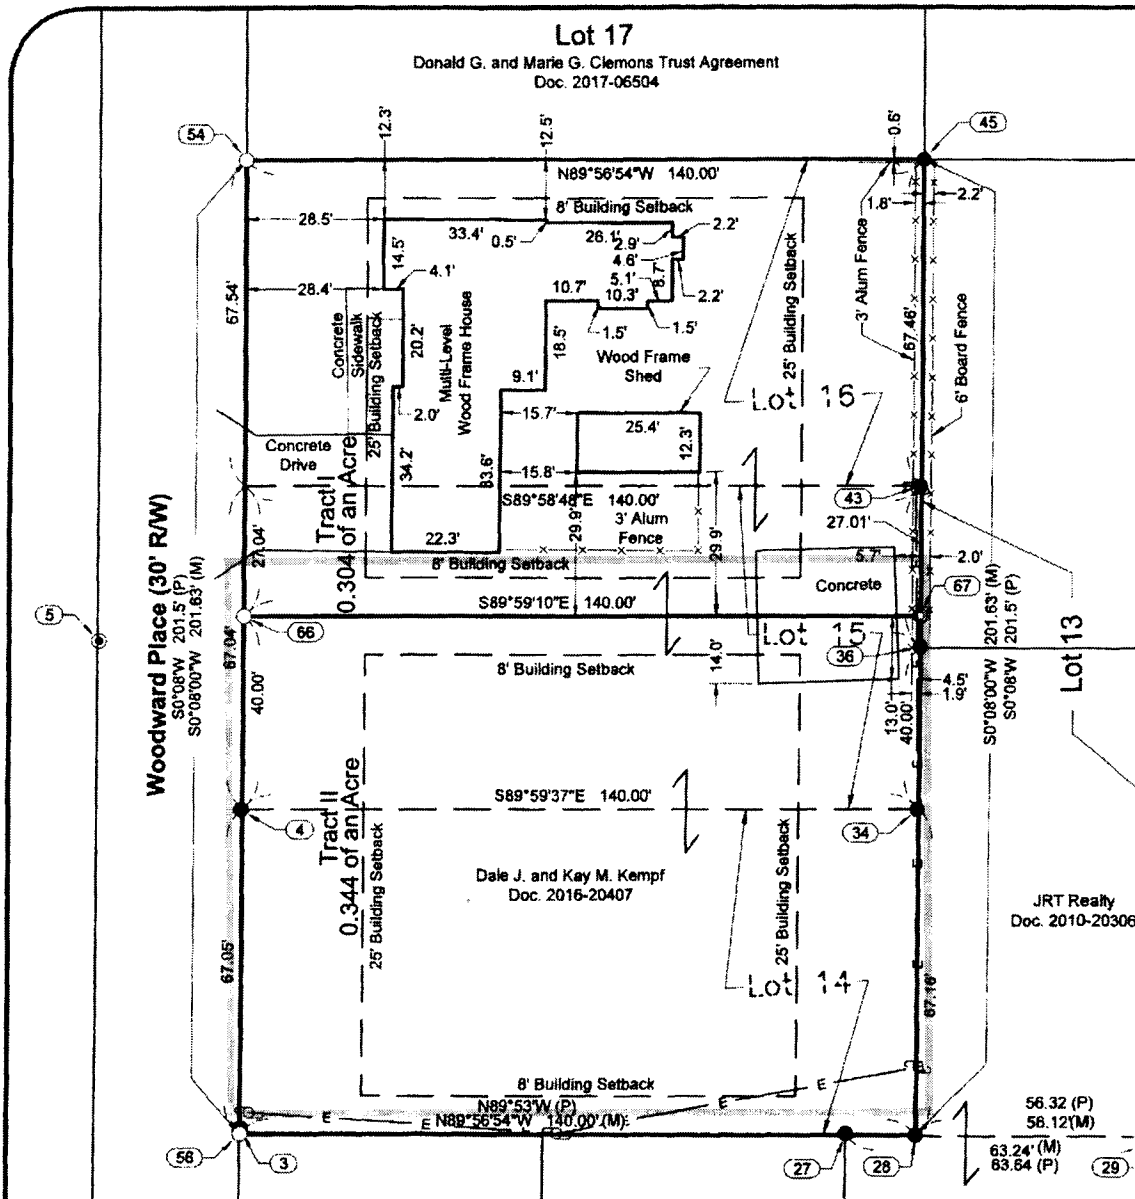 Lot 17
Donald G. and Marie G. Clemons Trust Agreement
Doc. 2017-06504
54
12.3'
12.5'
0.6'
45
N89°56'54"W 140.00'
8' Building Setback
2.2'
1.8'
28.5'
33.4'
0.5'
26.1'
2.2'
2.9'
4.6'
14.5'
4.1'
5.1'
8.7'
28.4'
10.7'
10.3'
2.2'
1.5'
1.5'
67.54'
Concrete
Sidewalk
25' Building Setback
20.2'
Multi-Level
Wood Frame House
18.5'
Wood Frame
Shed
25' Building Setback
3' Alum Fence
67.46'
6' Board Fence
9.1'
2.0'
15.7'
25.4'
12.3'
Lot 16
Concrete
Drive
34.2'
83.6'
15.8'
S89°58'48"E 140.00'
43
Tract I
0.304 of an Acre
29.9'
3' Alum
Fence
29.9'
27.01'
27.04'
22.3'
8' Building Setback
5.7'
2.0'
Concrete
S89°59'10"E 140.00'
67
5
Woodward Place (30' R/W)
S0°08'W 201.5' (P)
S0°08'00"W 201.63' (M)
66
Lot 15
36
S0°08'00"W 201.63' (M)
S0°08'W 201.5' (P)
Lot 13
67.04'
40.00'
8' Building Setback
14.0'
13.0'
40.00'
4.5'
1.9'
Tract II
0.344 of an Acre
25' Building Setback
S89°59'37"E 140.00'
4
34
Dale J. and Kay M. Kempf
Doc. 2016-20407
25' Building Setback
JRT Realty
Doc. 2010-20306
67.05'
Lot 14
67.16'
E
E
8' Building Setback
E
E
N89°53'W (P)
E
E
N89°56'54"W 140.00' (M)
56.32 (P)
56.12'(M)
56
3
27
28
63.24' (M)
63.64 (P)
29